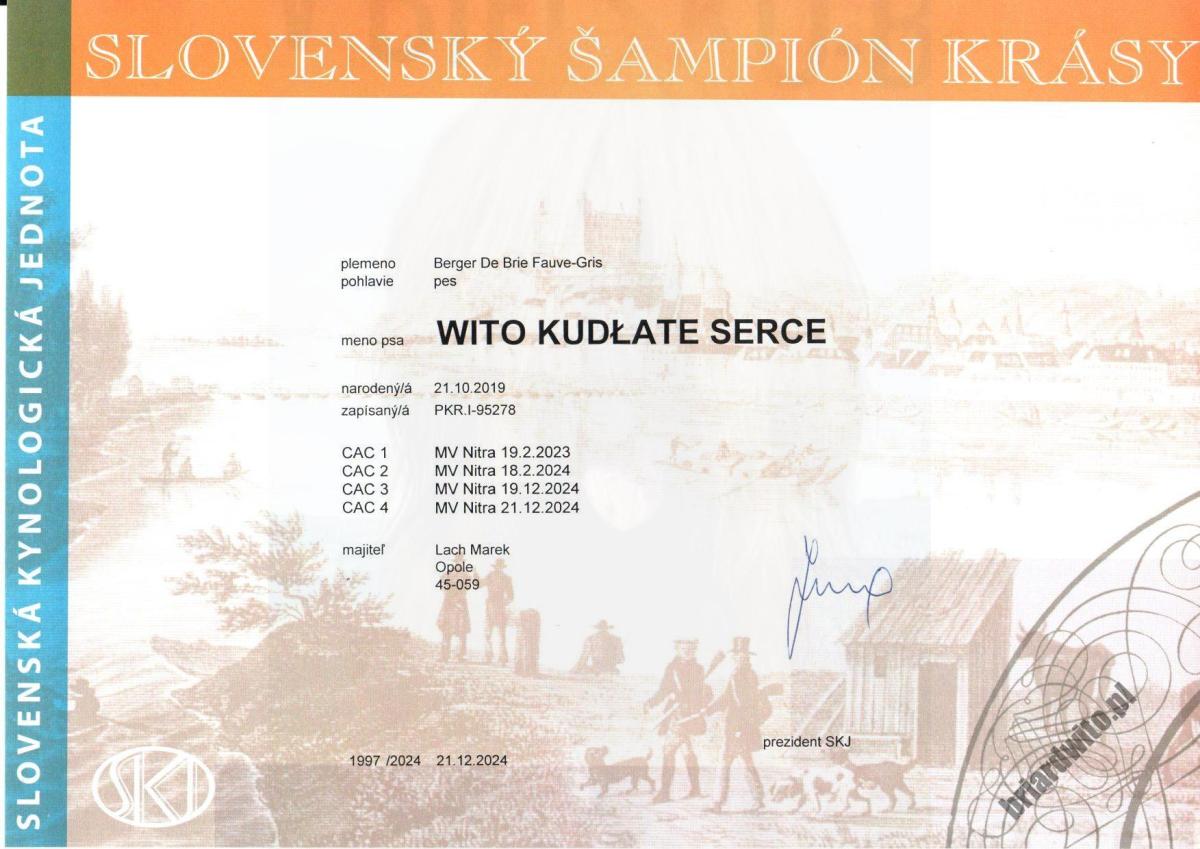 SLOVENSKÝ ŠAMPIÓN KRÁSY
SLOVENSKÁ KYNOLOGICKÁ JEDNOTA
plemeno Berger De Brie Fauve-Gris
pohlavie pes
meno psa WITO KUDŁATE SERCE
narodený/á 21.10.2019
zapísaný/á PKR.I-95278
CAC 1 MV Nitra 19.2.2023
CAC 2 MV Nitra 18.2.2024
CAC 3 MV Nitra 19.12.2024
CAC 4 MV Nitra 21.12.2024
majiteľ Lach Marek
Opole
45-059
prezident SKJ
1997 /2024 21.12.2024
SKJ
briardwito.pl